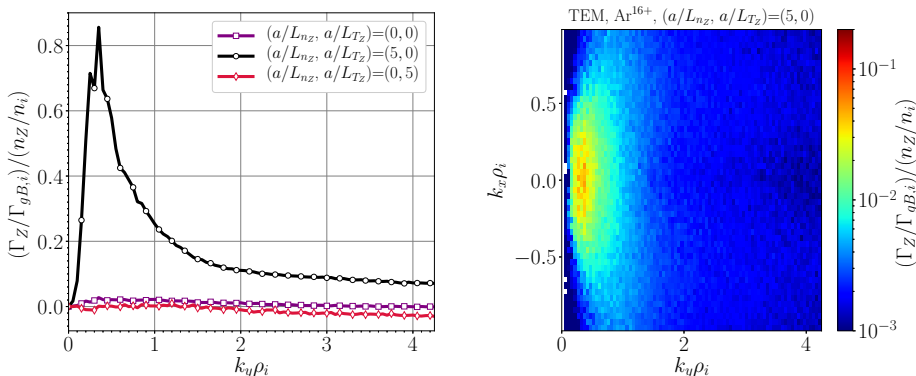 (a/L_{n_Z}, a/L_{T_Z})=(0,0)
(a/L_{n_Z}, a/L_{T_Z})=(5,0)
(a/L_{n_Z}, a/L_{T_Z})=(0,5)
(Γ_Z/Γ_{gB,i})/(n_Z/n_i)
0.8
0.6
0.4
0.2
0.0
0 1 2 3 4
k_yρ_i
TEM, Ar^{16+}, (a/L_{n_Z}, a/L_{T_Z})=(5,0)
k_xρ_i
0.5
0.0
−0.5
0 2 4
k_yρ_i
10^{−1}
10^{−2}
10^{−3}
(Γ_Z/Γ_{gB,i})/(n_Z/n_i)